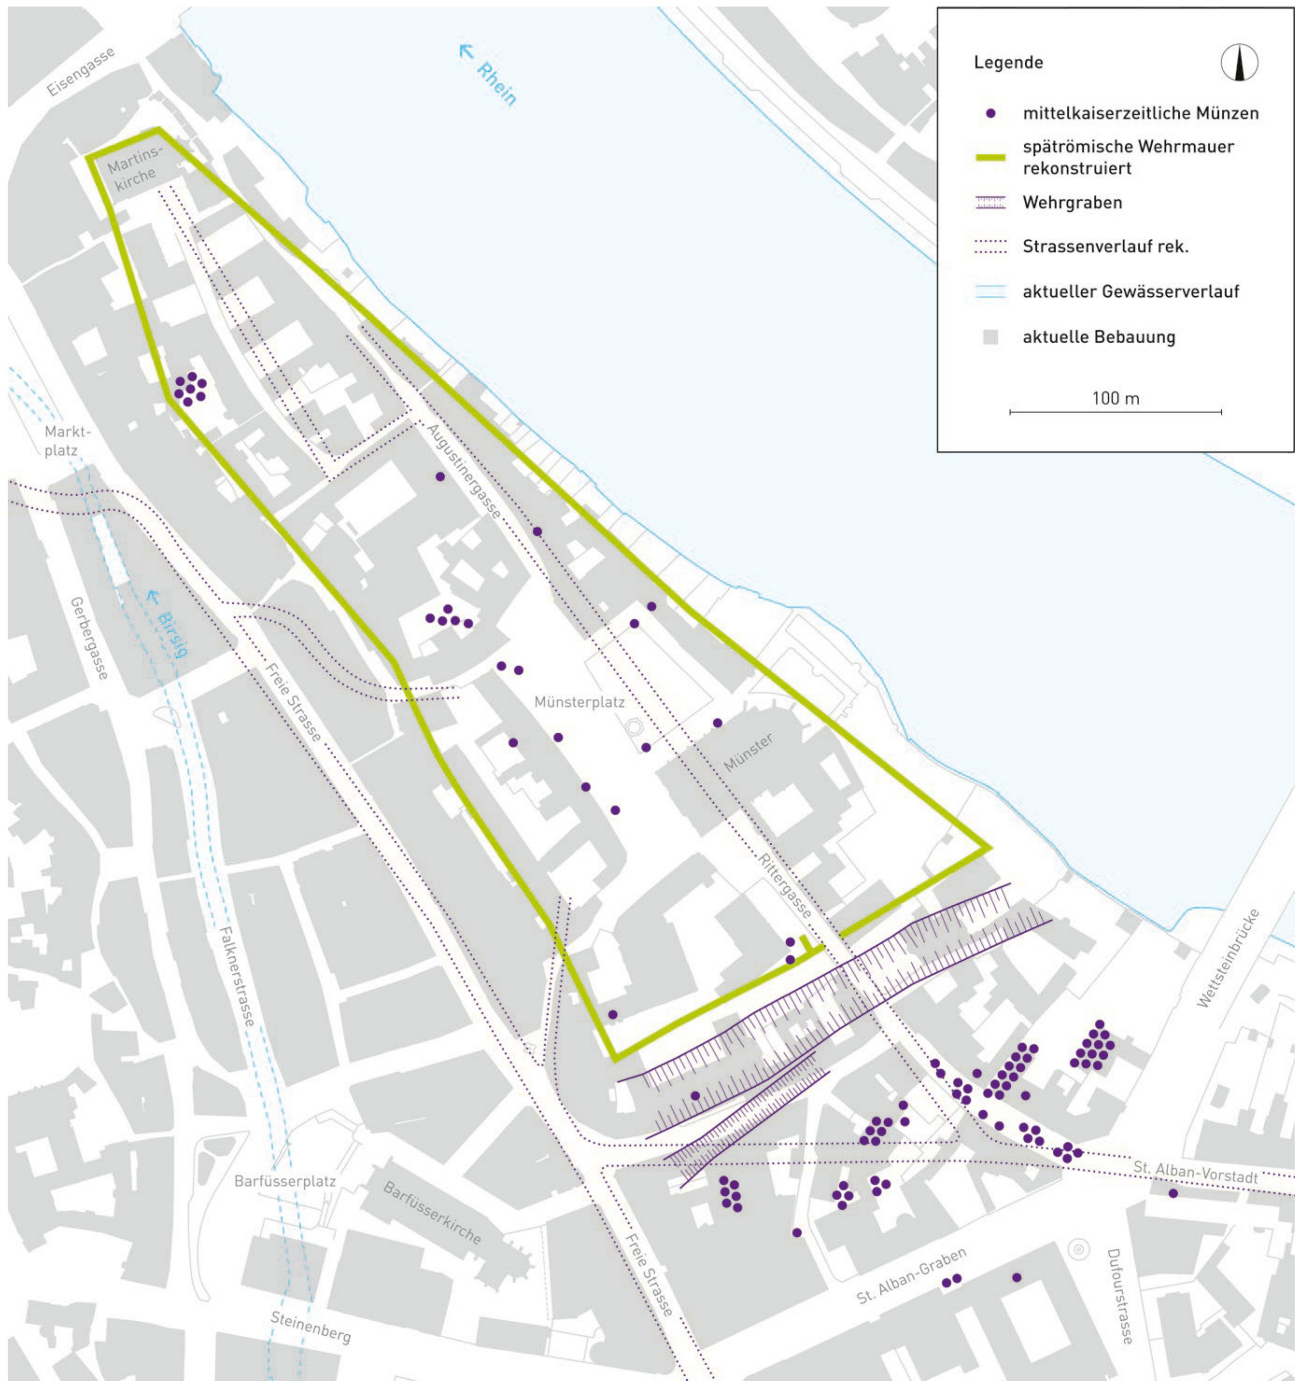 Legende
mittelkaiserzeitliche Münzen
spätrömische Wehrmauer
rekonstruiert
Wehrgraben
Strassenverlauf rek.
aktueller Gewässerverlauf
aktuelle Bebauung
100 m
Eisengasse
Rhein
Martins-
kirche
Markt-
platz
Augustinergasse
Gerbergasse
Birsig
Freie Strasse
Münsterplatz
Münster
Rittergasse
Falknerstrasse
Wettsteinbrücke
Barfüsserplatz
Barfüsserkirche
St. Alban-Vorstadt
Freie Strasse
St. Alban-Graben
Dufourstrasse
Steinenberg